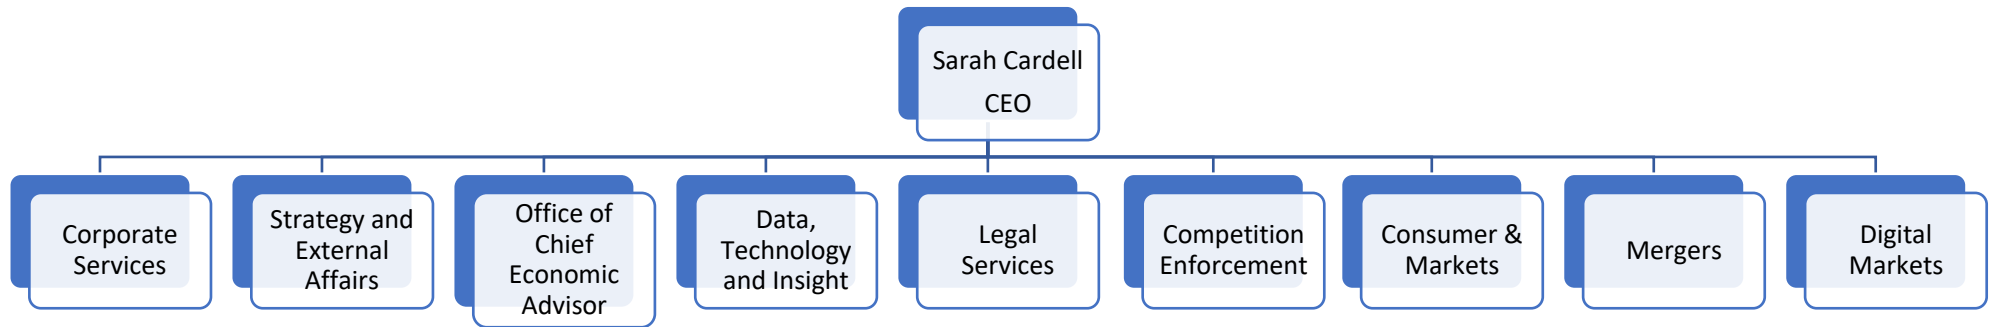 Sarah Cardell
CEO
Corporate
Services
Strategy and
External
Affairs
Office of
Chief
Economic
Advisor
Data,
Technology
and Insight
Legal
Services
Competition
Enforcement
Consumer &
Markets
Mergers
Digital
Markets